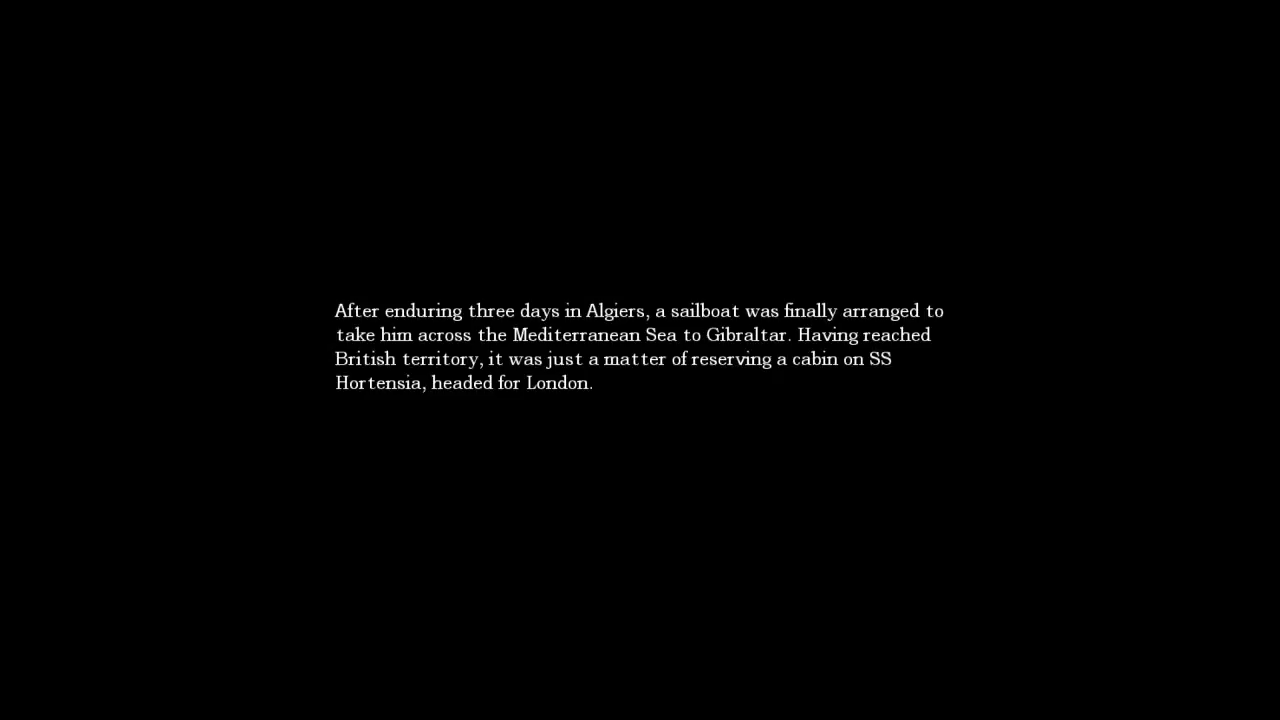 After enduring three days in Algiers, a sailboat was finally arranged to
take him across the Mediterranean Sea to Gibraltar. Having reached
British territory, it was just a matter of reserving a cabin on SS
Hortensia, headed for London.